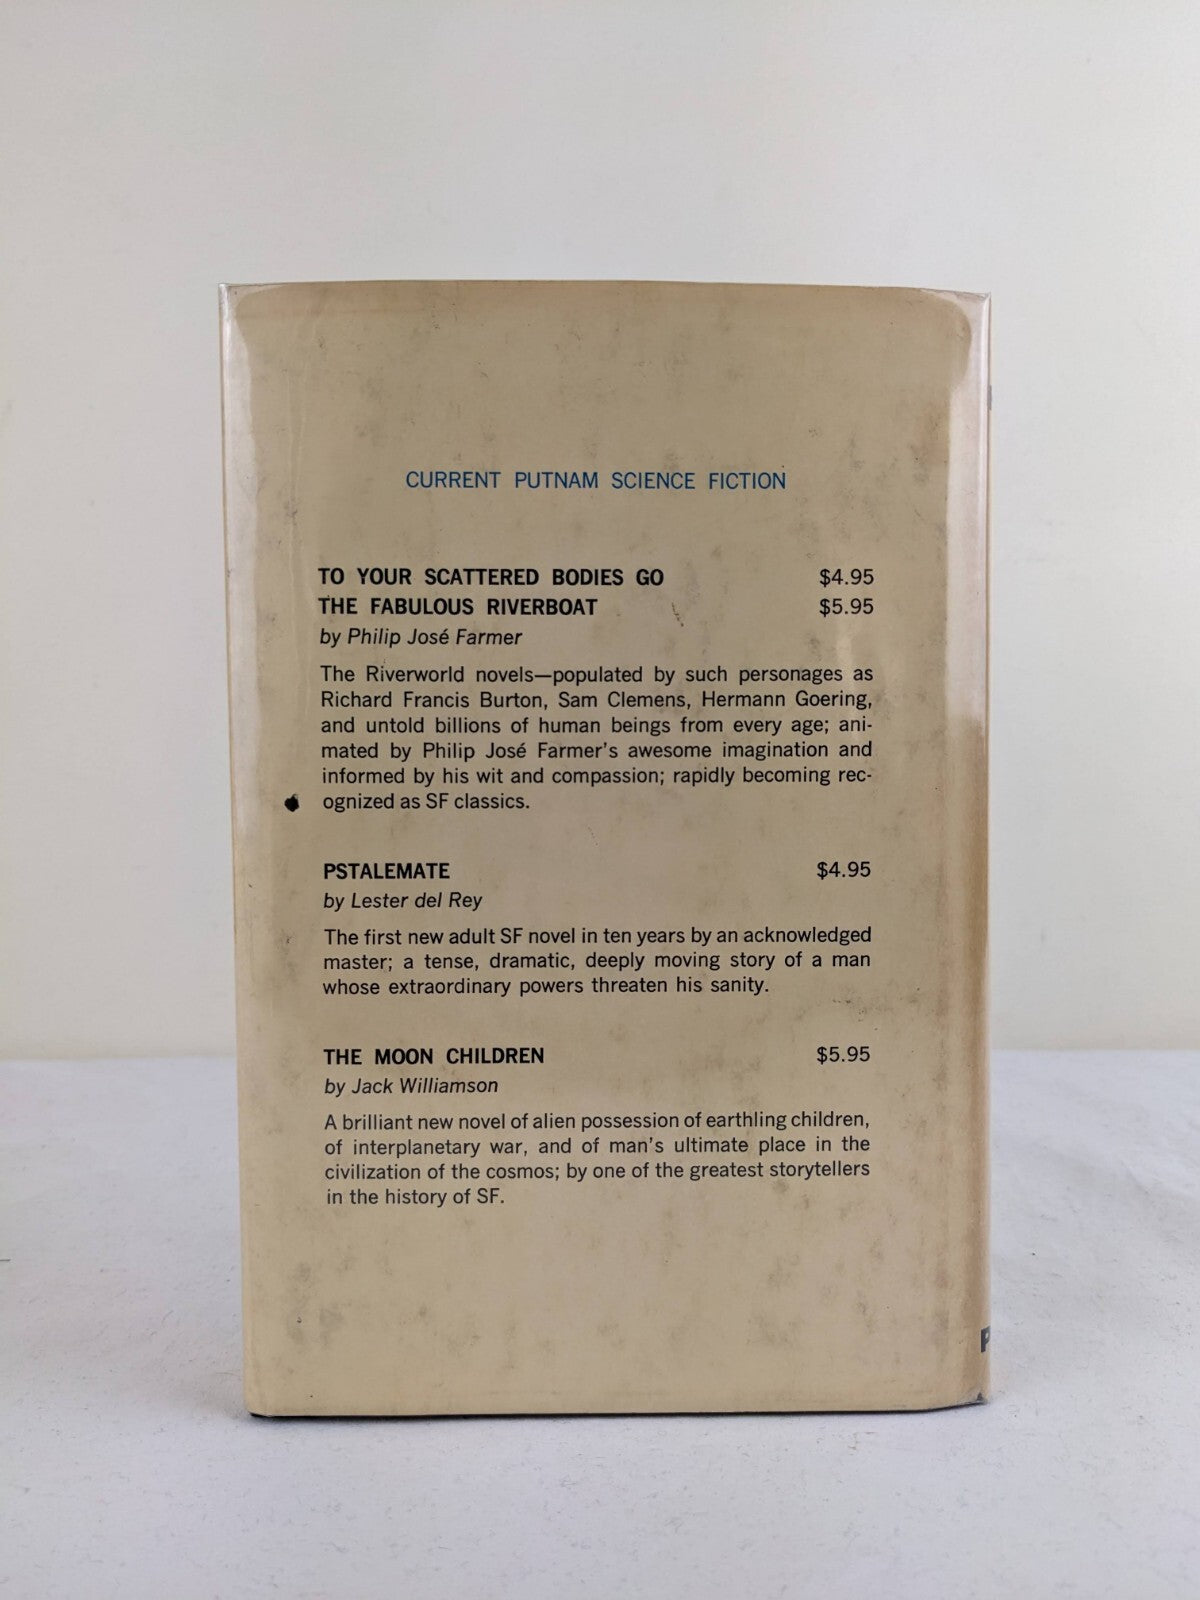 CURRENT PUTNAM SCIENCE FICTION
TO YOUR SCATTERED BODIES GO $4.95
THE FABULOUS RIVERBOAT $5.95
by Philip José Farmer
The Riverworld novels—populated by such personages as
Richard Francis Burton, Sam Clemens, Hermann Goering,
and untold billions of human beings from every age; ani-
mated by Philip José Farmer's awesome imagination and
informed by his wit and compassion; rapidly becoming rec-
ognized as SF classics.
PSTALEMATE $4.95
by Lester del Rey
The first new adult SF novel in ten years by an acknowledged
master; a tense, dramatic, deeply moving story of a man
whose extraordinary powers threaten his sanity.
THE MOON CHILDREN $5.95
by Jack Williamson
A brilliant new novel of alien possession of earthling children,
of interplanetary war, and of man's ultimate place in the
civilization of the cosmos; by one of the greatest storytellers
in the history of SF.